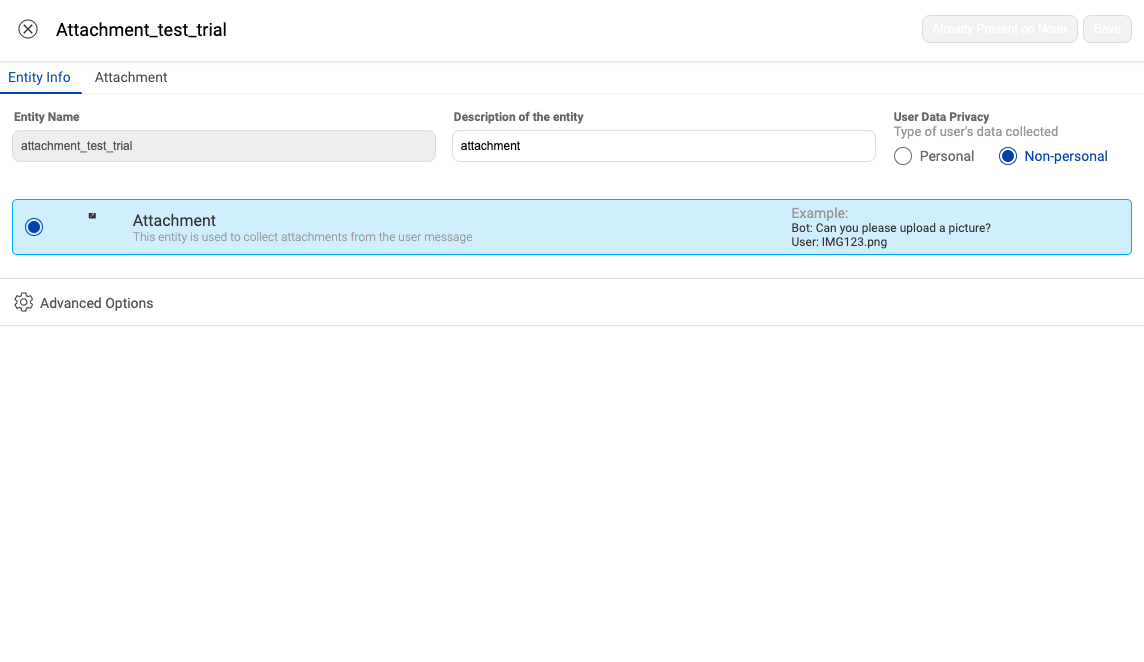 Attachment_test_trial
Already Present on Node
Save
Entity Info
Attachment
Entity Name
Description of the entity
User Data Privacy
Type of user's data collected
attachment_test_trial
attachment
Personal
Non-personal
Attachment
This entity is used to collect attachments from the user message
Example:
Bot: Can you please upload a picture?
User: IMG123.png
Advanced Options